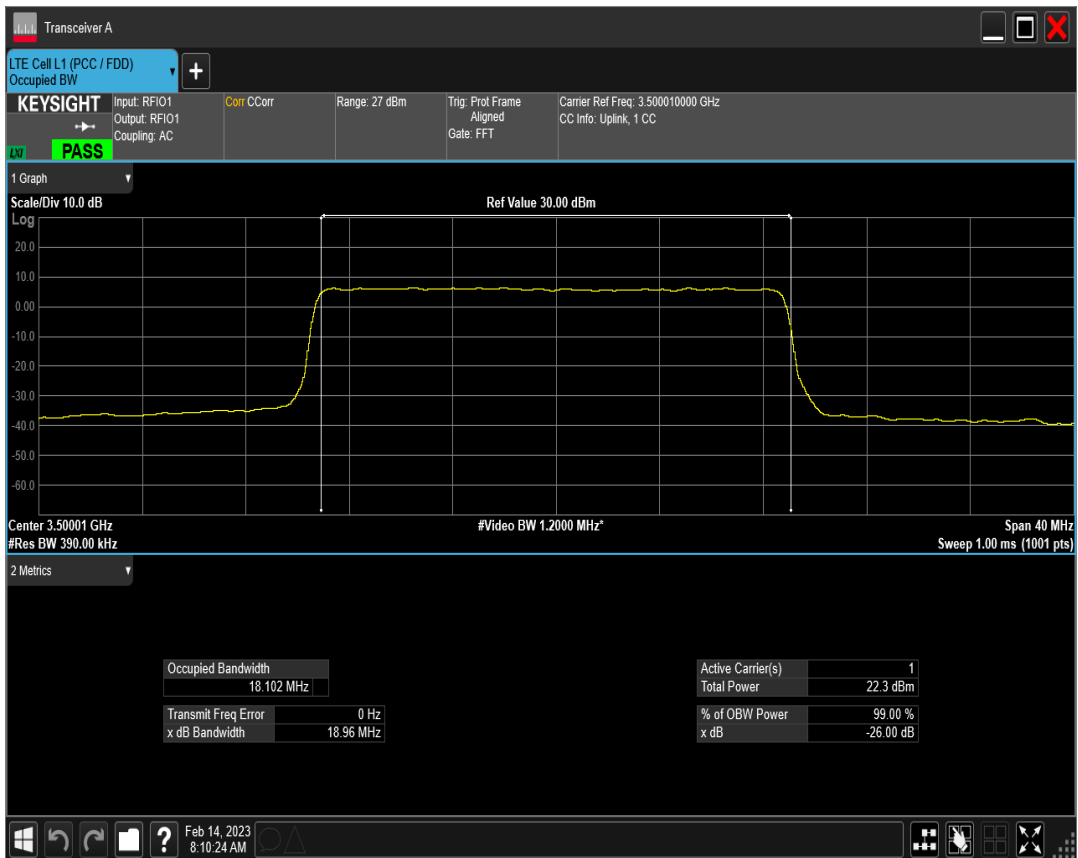 Transceiver A
LTE Cell L1 (PCC / FDD)
Occupied BW
+
KEYSIGHT
LXI
PASS
Input: RFIO1
Output: RFIO1
Coupling: AC
Corr CCorr
Range: 27 dBm
Trig: Prot Frame
Aligned
Gate: FFT
Carrier Ref Freq: 3.500010000 GHz
CC Info: Uplink, 1 CC
1 Graph
Scale/Div 10.0 dB
Ref Value 30.00 dBm
Log
20.0
10.0
0.00
-10.0
-20.0
-30.0
-40.0
-50.0
-60.0
Center 3.50001 GHz
#Video BW 1.2000 MHz*
Span 40 MHz
#Res BW 390.00 kHz
Sweep 1.00 ms (1001 pts)
2 Metrics
Occupied Bandwidth
18.102 MHz
Transmit Freq Error 0 Hz
x dB Bandwidth 18.96 MHz
Active Carrier(s) 1
Total Power 22.3 dBm
% of OBW Power 99.00 %
x dB -26.00 dB
?
Feb 14, 2023
8:10:24 AM